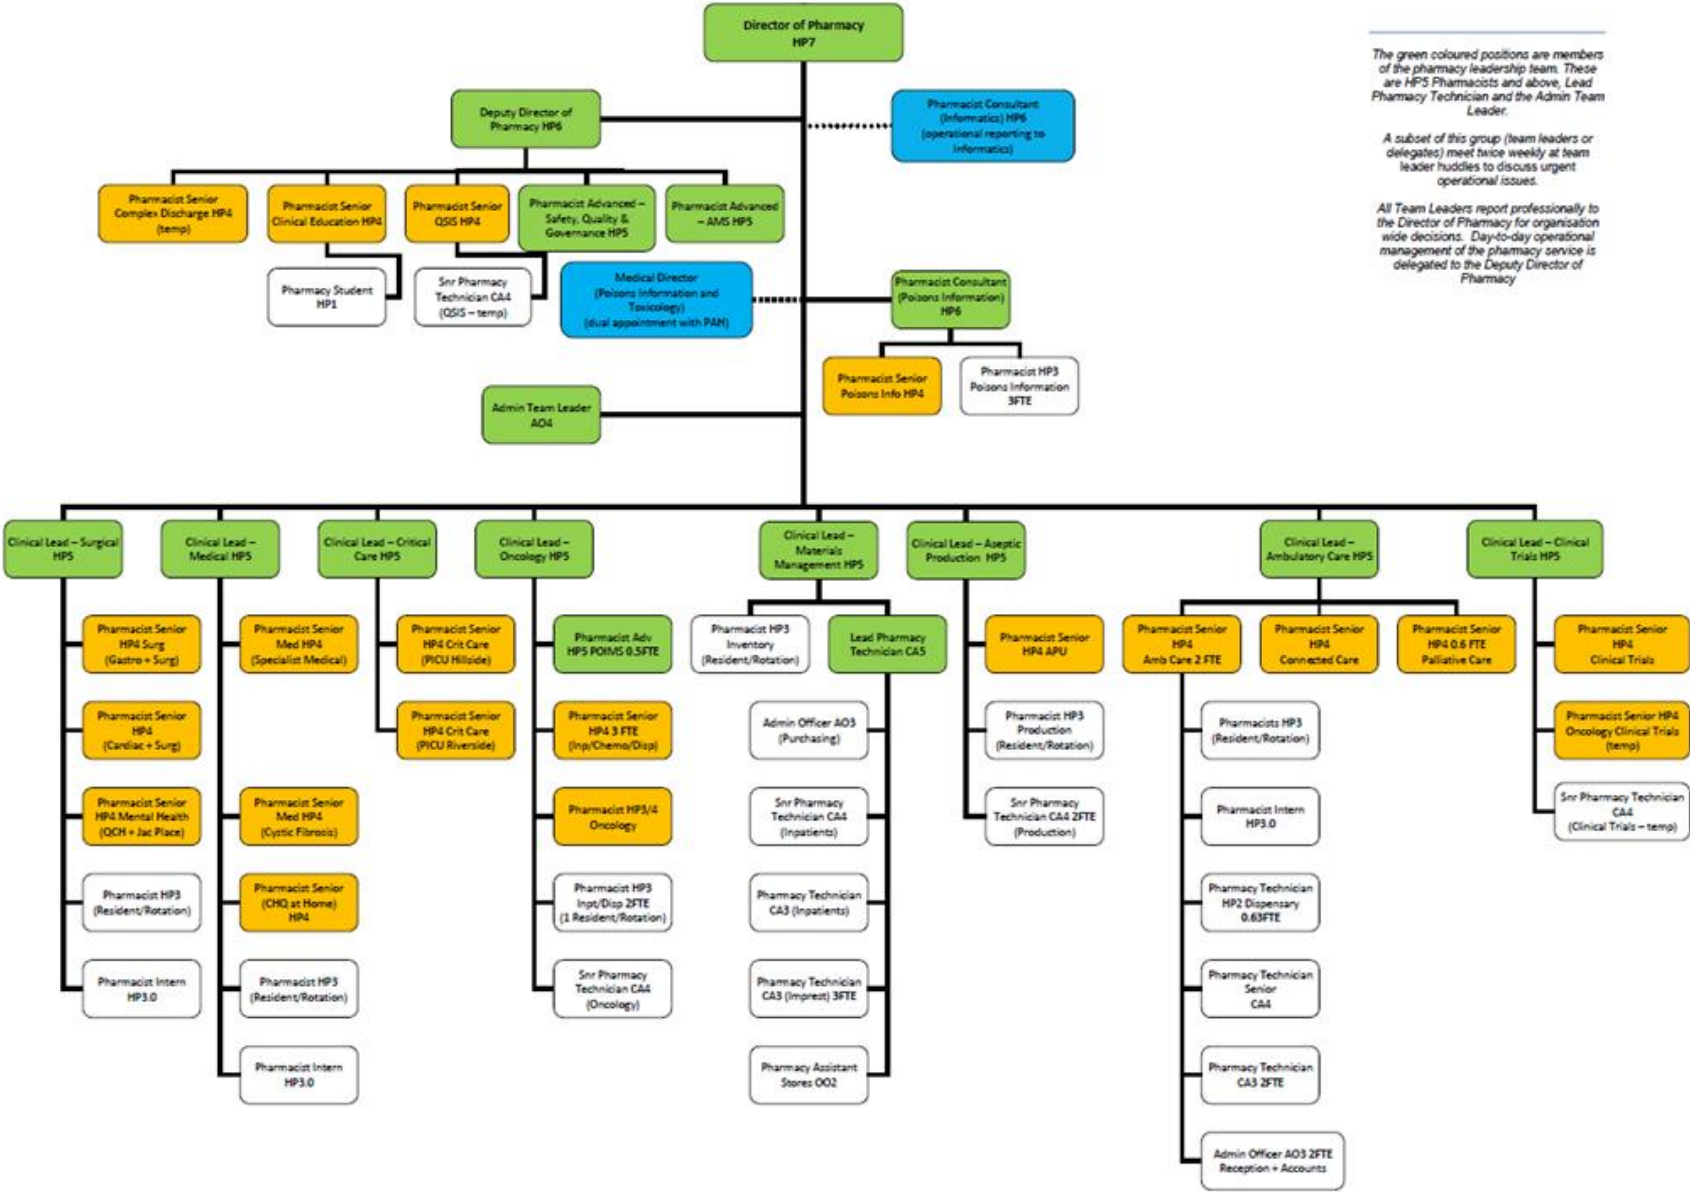 Director of Pharmacy
HP7
The green coloured positions are members
of the pharmacy leadership team. These
are HP5 Pharmacists and above, Lead
Pharmacy Technician and the Admin Team
Leader.
A subset of this group (team leaders or
delegates) meet twice weekly at team
leader huddles to discuss urgent
operational issues.
All Team Leaders report professionally to
the Director of Pharmacy for organisation
wide decisions. Day-to-day operational
management of the pharmacy service is
delegated to the Deputy Director of
Pharmacy
Deputy Director of
Pharmacy HP6
Pharmacist Consultant
(Informatics) HP6
(operational reporting to
Informatics)
Pharmacist Senior
Complex Discharge HP4
(temp)
Pharmacist Senior
Clinical Education HP4
Pharmacist Senior
QSIS HP4
Pharmacist Advanced –
Safety, Quality &
Governance HP5
Pharmacist Advanced
– AMS HP5
Pharmacy Student
HP1
Snr Pharmacy
Technician CA4
(QSIS – temp)
Medical Director
(Poisons Information and
Toxicology)
(dual appointment with PAH)
Pharmacist Consultant
(Poisons Information)
HP6
Pharmacist Senior
Poisons Info HP4
Pharmacist HP3
Poisons Information
3FTE
Admin Team Leader
AO4
Clinical Lead – Surgical
HP5
Clinical Lead –
Medical HP5
Clinical Lead – Critical
Care HP5
Clinical Lead –
Oncology HP5
Clinical Lead –
Materials
Management HP5
Clinical Lead – Aseptic
Production HP5
Clinical Lead –
Ambulatory Care HP5
Clinical Lead – Clinical
Trials HP5
Pharmacist Senior
HP4 Surg
(Gastro + Surg)
Pharmacist Senior
HP4
(Cardiac + Surg)
Pharmacist Senior
HP4 Mental Health
(QCH + Jac Place)
Pharmacist HP3
(Resident/Rotation)
Pharmacist Intern
HP3.0
Pharmacist Senior
Med HP4
(Specialist Medical)
Pharmacist Senior
Med HP4
(Cystic Fibrosis)
Pharmacist Senior
(CHQ at Home)
HP4
Pharmacist HP3
(Resident/Rotation)
Pharmacist Intern
HP3.0
Pharmacist Senior
HP4 Crit Care
(PICU Hillside)
Pharmacist Senior
HP4 Crit Care
(PICU Riverside)
Pharmacist Adv
HP5 POIMS 0.5FTE
Pharmacist Senior
HP4 3 FTE
(Inp/Chemo/Disp)
Pharmacist HP3/4
Oncology
Pharmacist HP3
Inpt/Disp 2FTE
(1 Resident/Rotation)
Snr Pharmacy
Technician CA4
(Oncology)
Pharmacist HP3
Inventory
(Resident/Rotation)
Lead Pharmacy
Technician CA5
Admin Officer AO3
(Purchasing)
Snr Pharmacy
Technician CA4
(Inpatients)
Pharmacy Technician
CA3 (Inpatients)
Pharmacy Technician
CA3 (Imprest) 3FTE
Pharmacy Assistant
Stores OO2
Pharmacist Senior
HP4 APU
Pharmacist HP3
Production
(Resident/Rotation)
Snr Pharmacy
Technician CA4 2FTE
(Production)
Pharmacist Senior
HP4
Amb Care 2 FTE
Pharmacist Senior
HP4
Connected Care
Pharmacist Senior
HP4 0.6 FTE
Palliative Care
Pharmacists HP3
(Resident/Rotation)
Pharmacist Intern
HP3.0
Pharmacy Technician
HP2 Dispensary
0.63FTE
Pharmacy Technician
Senior
CA4
Pharmacy Technician
CA3 2FTE
Admin Officer AO3 2FTE
Reception + Accounts
Pharmacist Senior
HP4
Clinical Trials
Pharmacist Senior HP4
Oncology Clinical Trials
(temp)
Snr Pharmacy Technician
CA4
(Clinical Trials – temp)